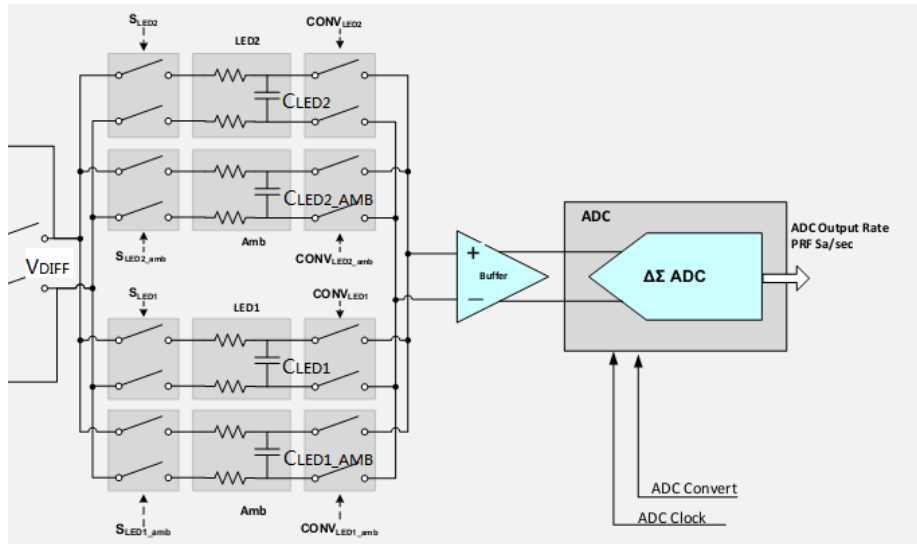 SLED2
CONVLED2
LED2
CLED2
CLED2_AMB
Amb
SLED2_amb
CONVLED2_amb
VDIFF
SLED1
CONVLED1
LED1
CLED1
CLED1_AMB
Amb
SLED1_amb
CONVLED1_amb
+
Buffer
−
ADC
ΔΣ ADC
ADC Output Rate
PRF Sa/sec
ADC Convert
ADC Clock